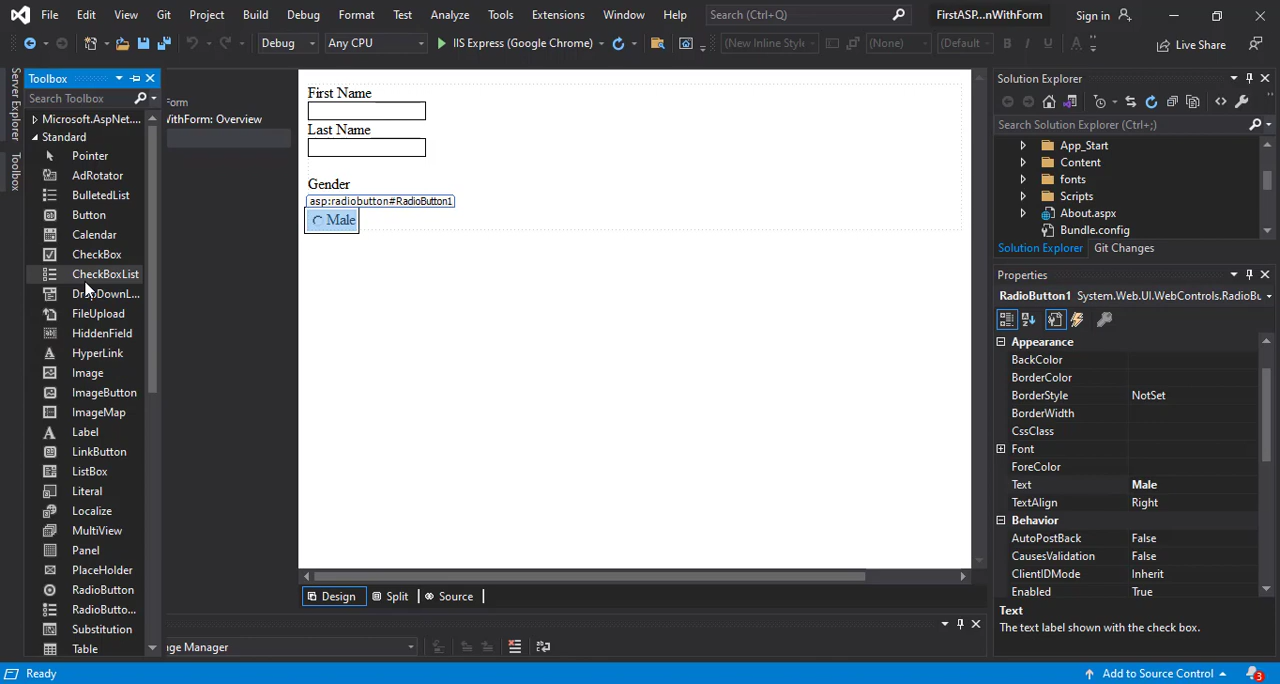 File Edit View Git Project Build Debug Format Test Analyze Tools Extensions Window Help Search (Ctrl+Q) FirstASP...nWithForm Sign in
Debug Any CPU IIS Express (Google Chrome) (New Inline Style (None) (Default B I U A Live Share
Server Explorer
Toolbox
Toolbox
Search Toolbox
Microsoft.AspNet....
Standard
Pointer
AdRotator
BulletedList
Button
Calendar
CheckBox
CheckBoxList
DropDownL...
FileUpload
HiddenField
HyperLink
Image
ImageButton
ImageMap
Label
LinkButton
ListBox
Literal
Localize
MultiView
Panel
PlaceHolder
RadioButton
RadioButto...
Substitution
Table
Form
WithForm: Overview
First Name
Last Name
Gender
asp:radiobutton#RadioButton1
Male
Design Split Source
ge Manager
Solution Explorer
Search Solution Explorer (Ctrl+;)
App_Start
Content
fonts
Scripts
About.aspx
Bundle.config
Solution Explorer Git Changes
Properties
RadioButton1 System.Web.UI.WebControls.RadioBu
Appearance
BackColor
BorderColor
BorderStyle NotSet
BorderWidth
CssClass
Font
ForeColor
Text Male
TextAlign Right
Behavior
AutoPostBack False
CausesValidation False
ClientIDMode Inherit
Enabled True
Text
The text label shown with the check box.
Ready Add to Source Control 3